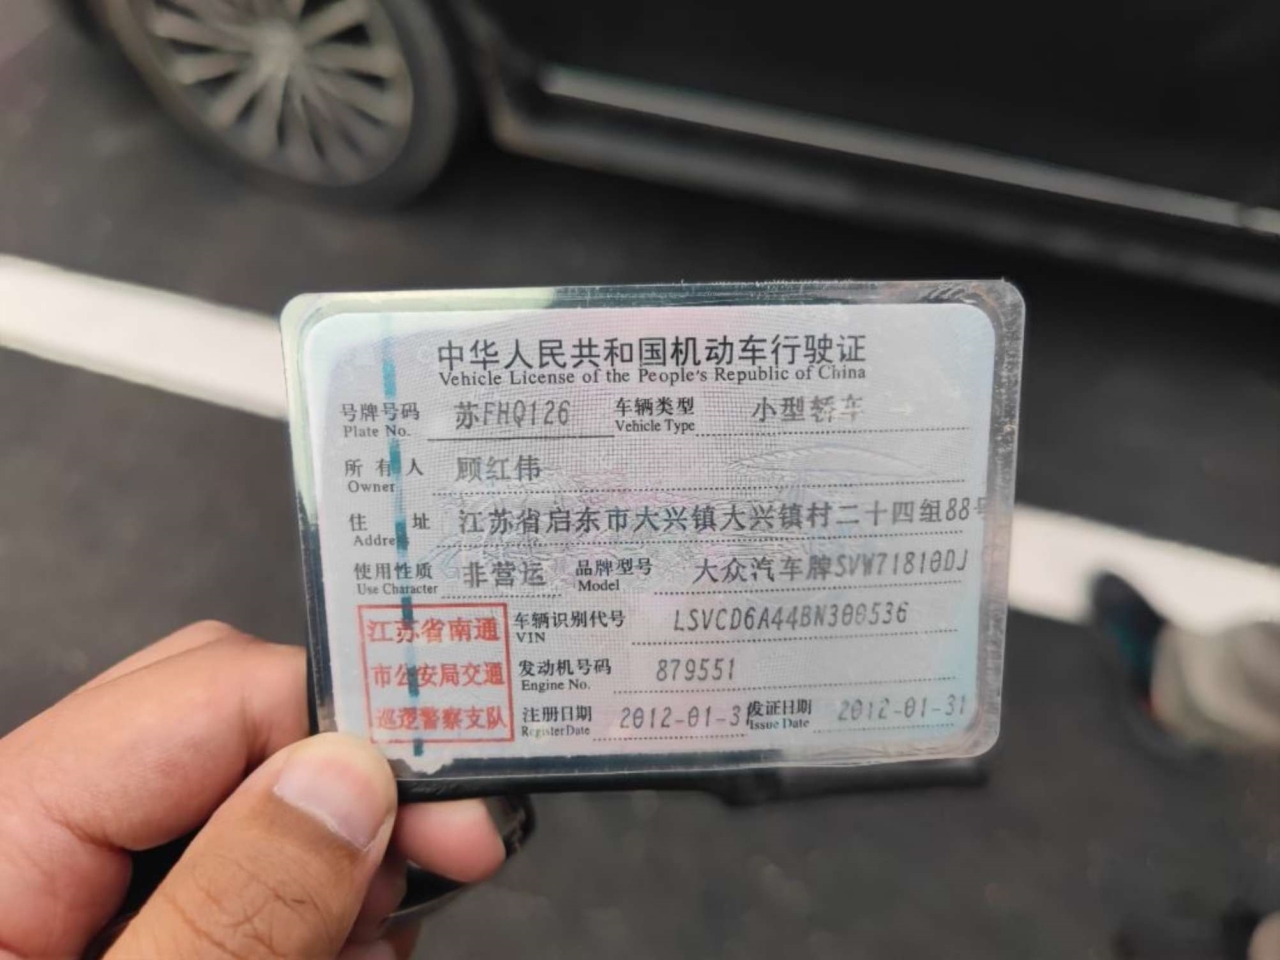 中华人民共和国机动车行驶证
Vehicle License of the People's Republic of China
号牌号码 苏FHQ126 车辆类型 小型轿车
Plate No. Vehicle Type
所有人 顾红伟
Owner
住址 江苏省启东市大兴镇大兴镇村二十四组88号
Address
使用性质 非营运 品牌型号 大众汽车牌SVW71810DJ
Use Character Model
江苏省南通 车辆识别代号 LSVCD6A44BN300536
VIN
市公安局交通 发动机号码 879551
Engine No.
巡逻警察支队 注册日期 2012-01-31 发证日期 2012-01-31
Register Date Issue Date